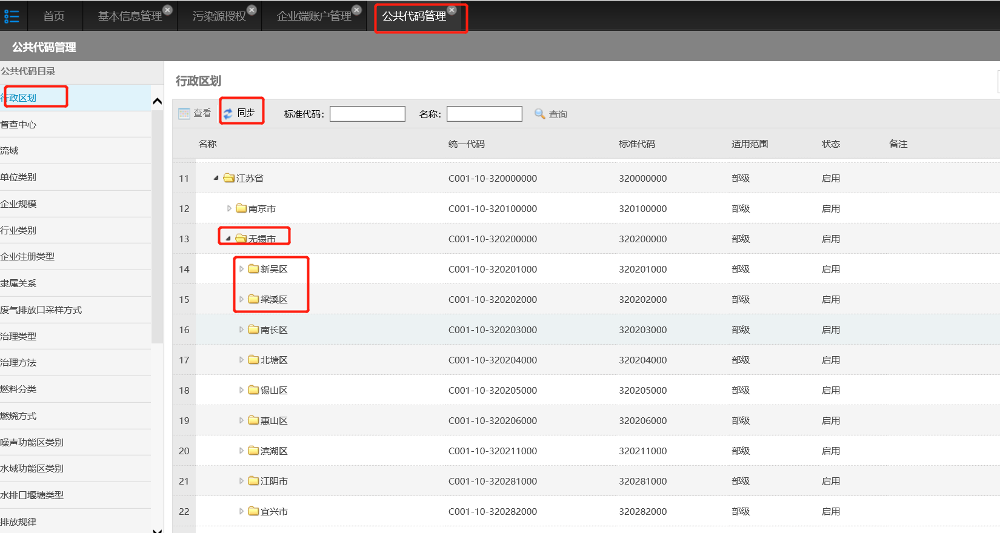 首页 基本信息管理 污染源授权 企业端账户管理 公共代码管理
公共代码管理
公共代码目录
行政区划
督查中心
流域
单位类别
企业规模
行业类别
企业注册类型
隶属关系
废气排放口采样方式
治理类型
治理方法
燃料分类
燃烧方式
噪声功能区类别
水域功能区类别
水排口堰塘类型
排放规律
行政区划
查看 同步 标准代码: 名称: 查询
名称 统一代码 标准代码 适用范围 状态 备注
11 江苏省 C001-10-320000000 320000000 部级 启用
12 南京市 C001-10-320100000 320100000 部级 启用
13 无锡市 C001-10-320200000 320200000 部级 启用
14 新吴区 C001-10-320201000 320201000 部级 启用
15 梁溪区 C001-10-320202000 320202000 部级 启用
16 南长区 C001-10-320203000 320203000 部级 启用
17 北塘区 C001-10-320204000 320204000 部级 启用
18 锡山区 C001-10-320205000 320205000 部级 启用
19 惠山区 C001-10-320206000 320206000 部级 启用
20 滨湖区 C001-10-320211000 320211000 部级 启用
21 江阴市 C001-10-320281000 320281000 部级 启用
22 宜兴市 C001-10-320282000 320282000 部级 启用